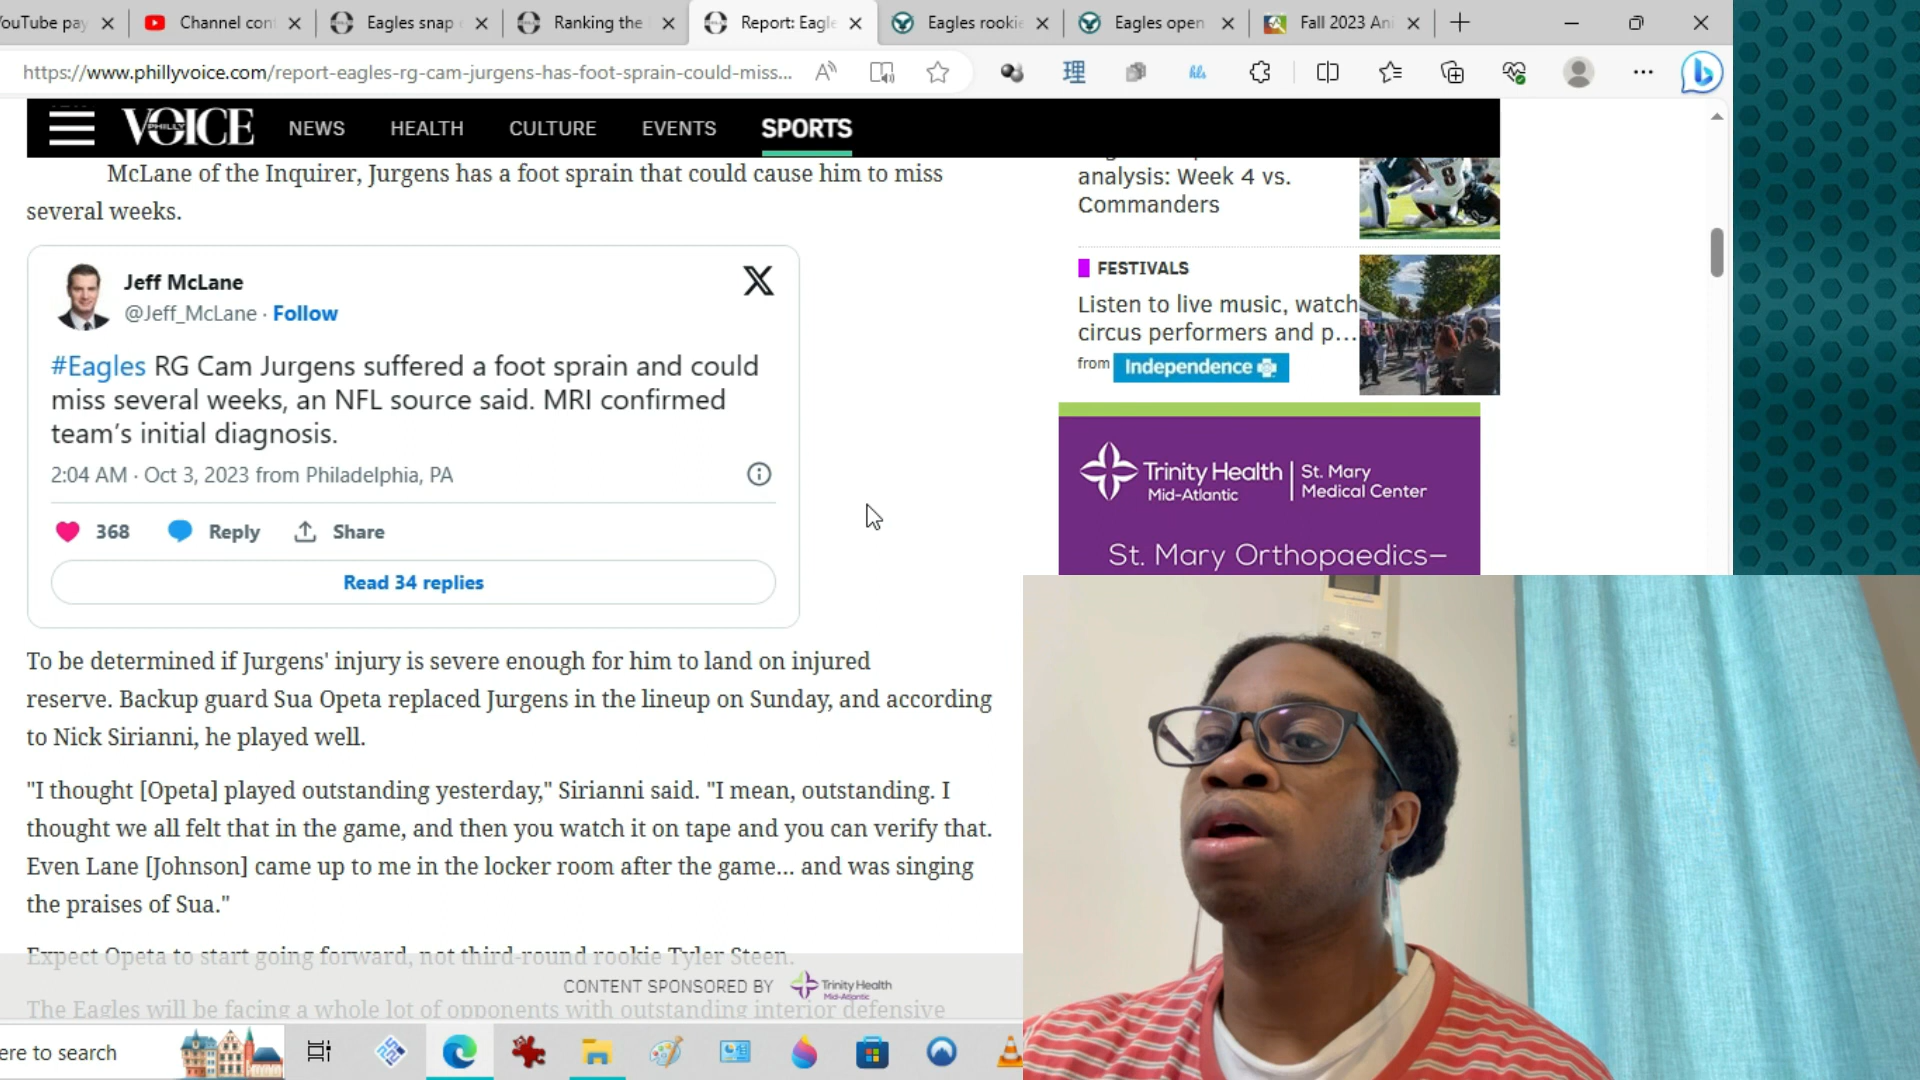 YouTube pay
Channel con
Eagles snap
Ranking the
Report: Eagle
Eagles rookie
Eagles open
Fall 2023 Ani
https://www.phillyvoice.com/report-eagles-rg-cam-jurgens-has-foot-sprain-could-miss...
PHILLY VOICE
NEWS
HEALTH
CULTURE
EVENTS
SPORTS
McLane of the Inquirer, Jurgens has a foot sprain that could cause him to miss
several weeks.
Jeff McLane
@Jeff_McLane · Follow
#Eagles RG Cam Jurgens suffered a foot sprain and could
miss several weeks, an NFL source said. MRI confirmed
team's initial diagnosis.
2:04 AM · Oct 3, 2023 from Philadelphia, PA
368
Reply
Share
Read 34 replies
To be determined if Jurgens' injury is severe enough for him to land on injured
reserve. Backup guard Sua Opeta replaced Jurgens in the lineup on Sunday, and according
to Nick Sirianni, he played well.
"I thought [Opeta] played outstanding yesterday," Sirianni said. "I mean, outstanding. I
thought we all felt that in the game, and then you watch it on tape and you can verify that.
Even Lane [Johnson] came up to me in the locker room after the game... and was singing
the praises of Sua."
Expect Opeta to start going forward, not third-round rookie Tyler Steen.
The Eagles will be facing a whole lot of opponents with outstanding interior defensive
analysis: Week 4 vs.
Commanders
FESTIVALS
Listen to live music, watch
circus performers and p...
from
Independence
Trinity Health
Mid-Atlantic
St. Mary
Medical Center
St. Mary Orthopaedics—
CONTENT SPONSORED BY
Trinity Health
Mid-Atlantic
ere to search